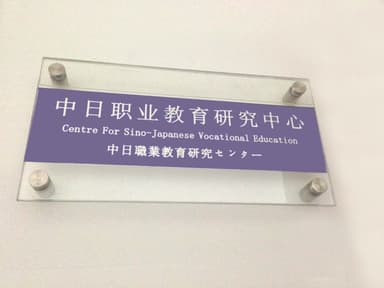 中日职业教育研究中心
Centre For Sino-Japanese Vocational Education
中日職業教育研究センター